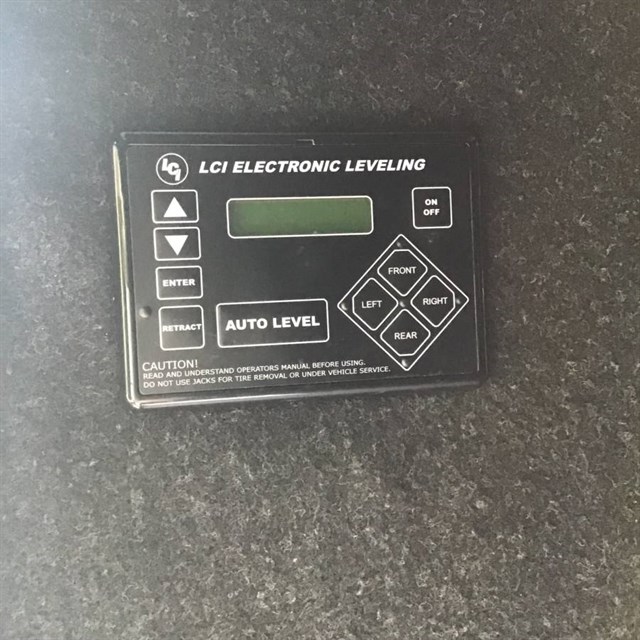 LCI
LCI ELECTRONIC LEVELING
ON
OFF
ENTER
FRONT
LEFT
RIGHT
REAR
RETRACT
AUTO LEVEL
CAUTION!
READ AND UNDERSTAND OPERATORS MANUAL BEFORE USING.
DO NOT USE JACKS FOR TIRE REMOVAL OR UNDER VEHICLE SERVICE.